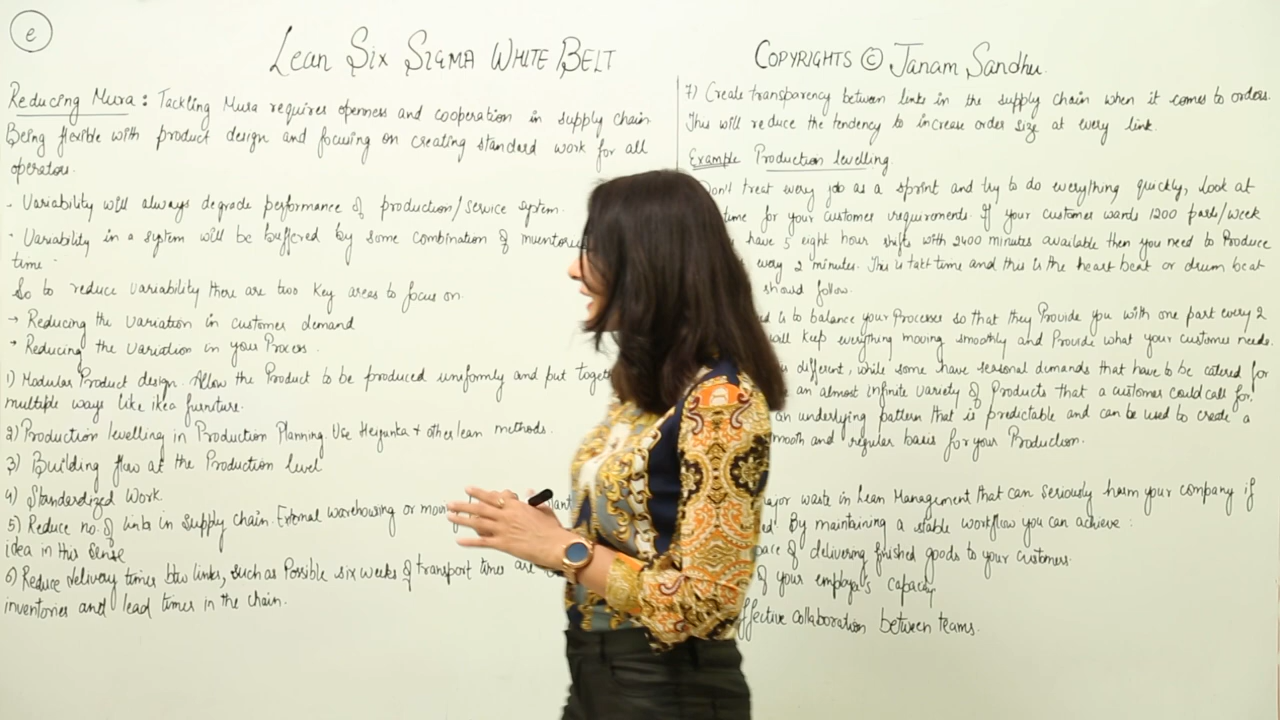 e
Lean Six Sigma White Belt
Copyrights © Janam Sandhu.
Reducing Mura: Tackling Mura requires openness and cooperation in supply chain
Being flexible with product design and focusing on creating standard work for all
operators.
- Variability will always degrade performance of production/service system.
- Variability in a system will be buffered by some combination of
time -
So to reduce variability there are two key areas to focus on.
→ Reducing the variation in customer demand
→ Reducing the variation in your Process.
1) Modular Product design. Allow the Product to be produced uniformly and put
multiple ways like ikea furniture.
2) Production levelling in Production Planning. Use Heijunka + other lean methods.
3) Building flow at the Production level
4) Standardized Work.
5) Reduce no. of links in supply chain. External warehousing or
idea in this sense
6) Reduce delivery times btw links, such as Possible six weeks of transport times are
inventories and lead times in the chain.
7) Create transparency between links in the supply chain when it comes to orders.
This will reduce the tendency to increase order size at every link.
Example Production levelling.
Don't treat every job as a sprint and try to do everything quickly, look at
time for your customer requirements. If your customer wants 1200 parts/week
have 5 eight hour shifts with 2400 minutes available then you need to Produce
every 2 minutes. This is takt time and this is the heart beat or drum beat
should follow.
is to balance your Processes so that they Provide you with one part every 2
will keep everything moving smoothly and Provide what your customer needs.
different, while some have seasonal demands that have to be catered for
an almost infinite variety of Products that a customer could call for.
an underlying pattern that is predictable and can be used to create a
smooth and regular basis for your Production.
major waste in Lean Management that can seriously harm your company if
By maintaining a stable workflow you can achieve:
of delivering finished goods to your customers.
of your employee's capacity
effective collaboration between teams.